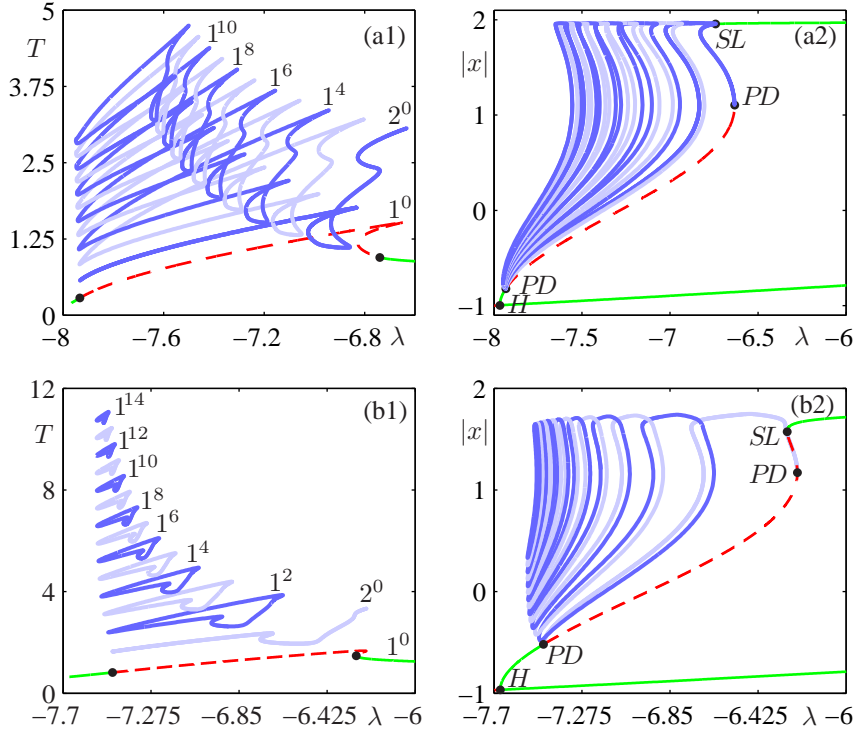 5
T
3.75
2.5
1.25
0
−8
−7.6
−7.2
−6.8
λ
(a1)
1^10
1^8
1^6
1^4
2^0
1^0
2
|x|
1
0
−1
−8
−7.5
−7
−6.5
λ
−6
(a2)
SL
PD
PD
H
12
T
8
4
0
−7.7
−7.275
−6.85
−6.425
λ
−6
(b1)
1^14
1^12
1^10
1^8
1^6
1^4
1^2
2^0
1^0
2
|x|
1
0
−1
−7.7
−7.275
−6.85
−6.425
λ
−6
(b2)
SL
PD
PD
H